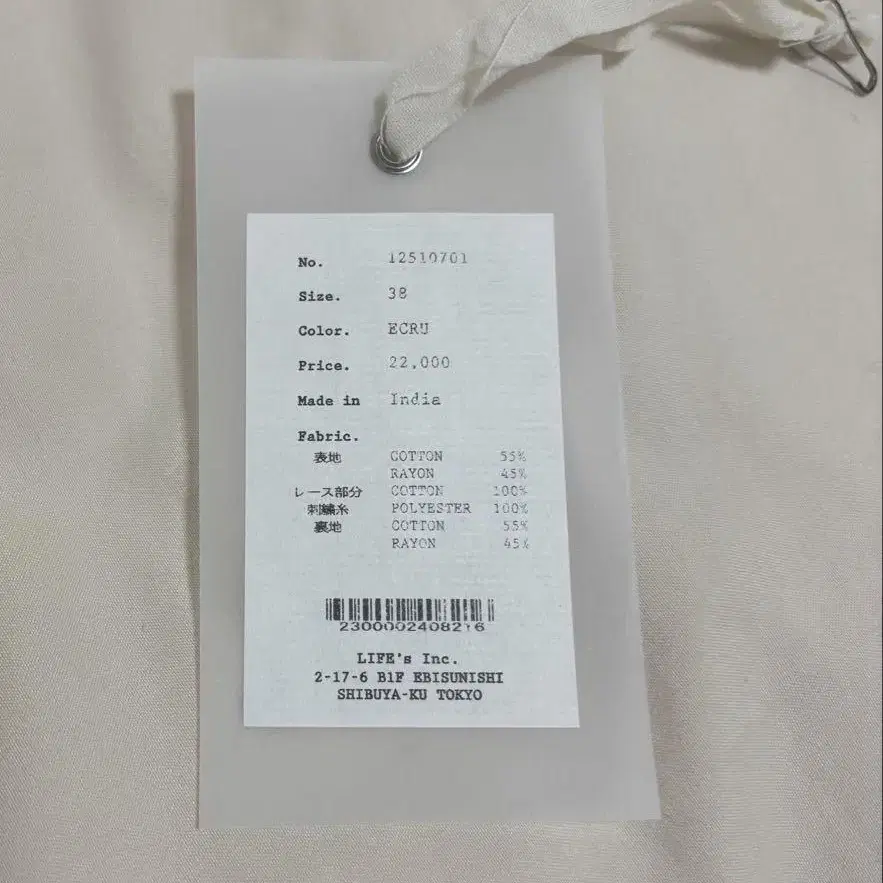 No. 12510701
Size. 38
Color. ECRU
Price. 22,000
Made in India
Fabric.
表地 COTTON 55%
RAYON 45%
レース部分 COTTON 100%
刺繍糸 POLYESTER 100%
裏地 COTTON 55%
RAYON 45%
2300002408216
LIFE's Inc.
2-17-6 B1F EBISUNISHI
SHIBUYA-KU TOKYO